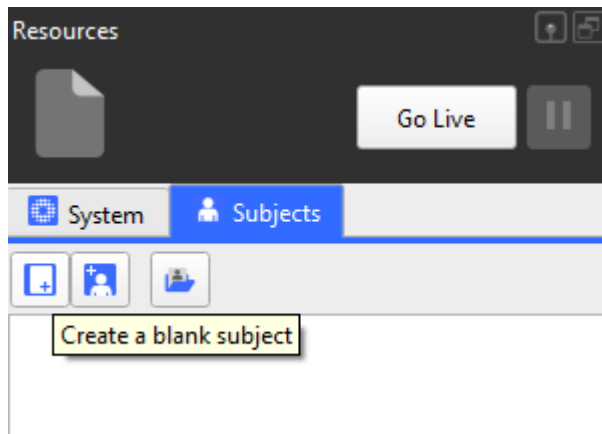 Resources
Go Live
System
Subjects
Create a blank subject